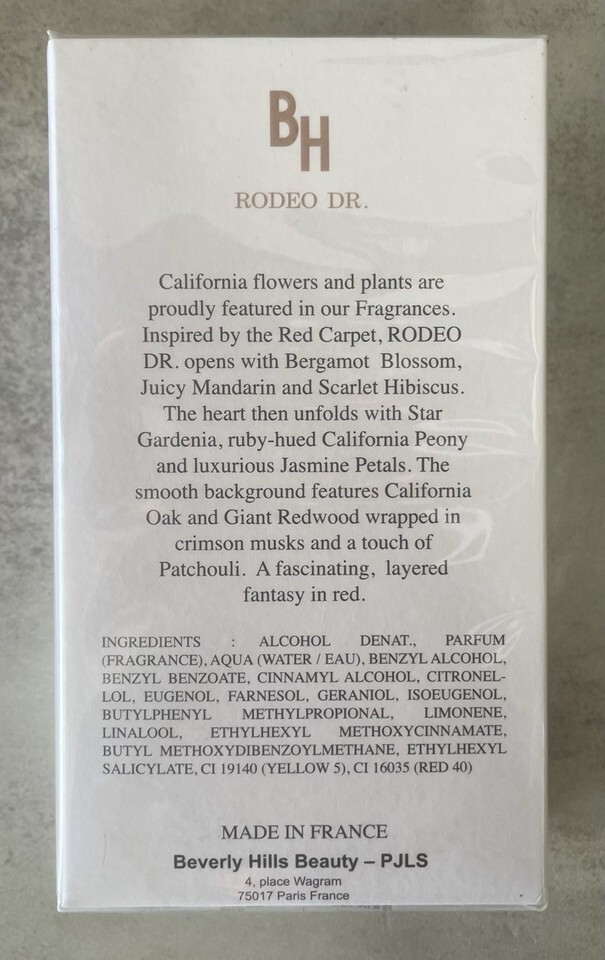 BH
RODEO DR.
California flowers and plants are
proudly featured in our Fragrances.
Inspired by the Red Carpet, RODEO
DR. opens with Bergamot Blossom,
Juicy Mandarin and Scarlet Hibiscus.
The heart then unfolds with Star
Gardenia, ruby-hued California Peony
and luxurious Jasmine Petals. The
smooth background features California
Oak and Giant Redwood wrapped in
crimson musks and a touch of
Patchouli. A fascinating, layered
fantasy in red.
INGREDIENTS : ALCOHOL DENAT., PARFUM
(FRAGRANCE), AQUA (WATER / EAU), BENZYL ALCOHOL,
BENZYL BENZOATE, CINNAMYL ALCOHOL, CITRONEL-
LOL, EUGENOL, FARNESOL, GERANIOL, ISOEUGENOL,
BUTYLPHENYL METHYLPROPIONAL, LIMONENE,
LINALOOL, ETHYLHEXYL METHOXYCINNAMATE,
BUTYL METHOXYDIBENZOYLMETHANE, ETHYLHEXYL
SALICYLATE, CI 19140 (YELLOW 5), CI 16035 (RED 40)
MADE IN FRANCE
Beverly Hills Beauty – PJLS
4, place Wagram
75017 Paris France